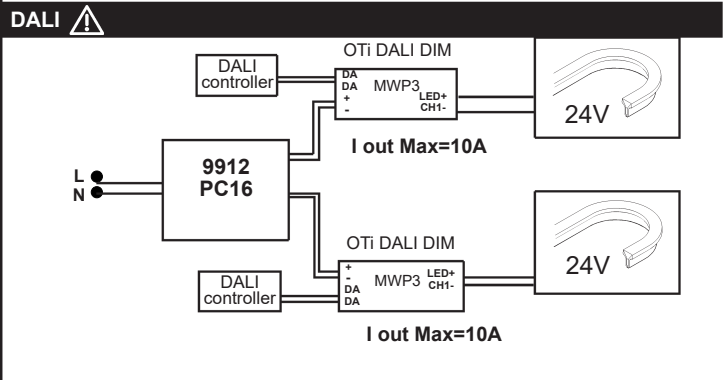 DALI
OTi DALI DIM
DALI
controller
DA
DA
+
-
MWP3
LED+
CH1-
24V
I out Max=10A
9912
PC16
L
N
OTi DALI DIM
+
-
DA
DA
MWP3
LED+
CH1-
24V
DALI
controller
I out Max=10A